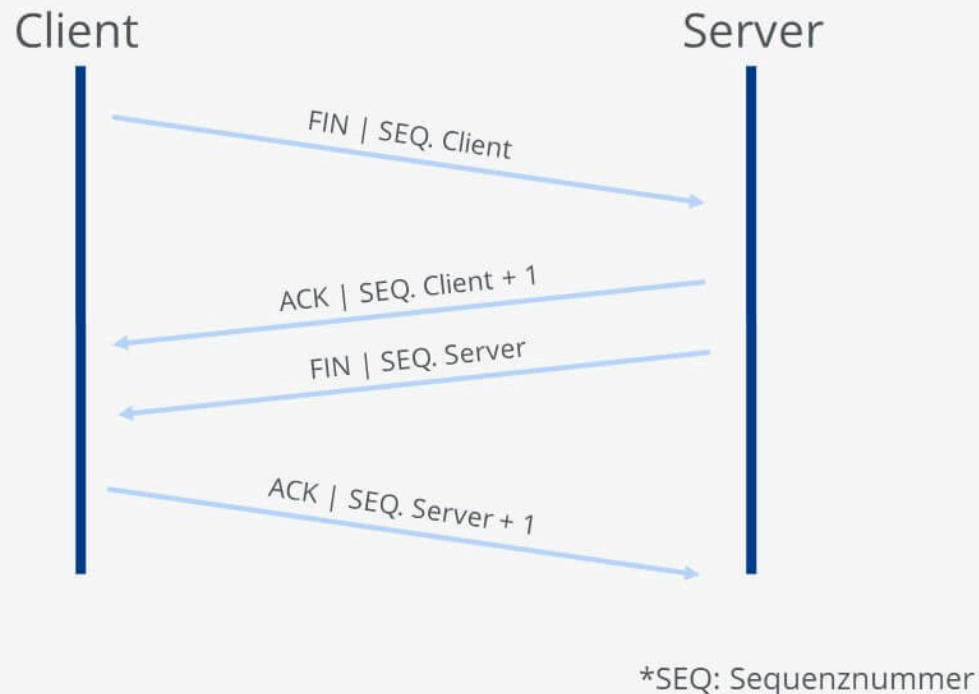 Client
Server
FIN | SEQ. Client
ACK | SEQ. Client + 1
FIN | SEQ. Server
ACK | SEQ. Server + 1
*SEQ: Sequenznummer